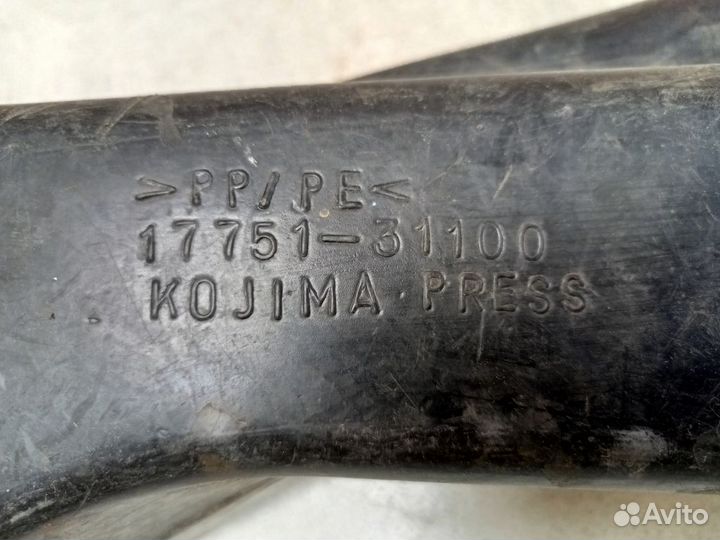 >PP/PE<
17751-31100
KOJIMA PRESS
Avito